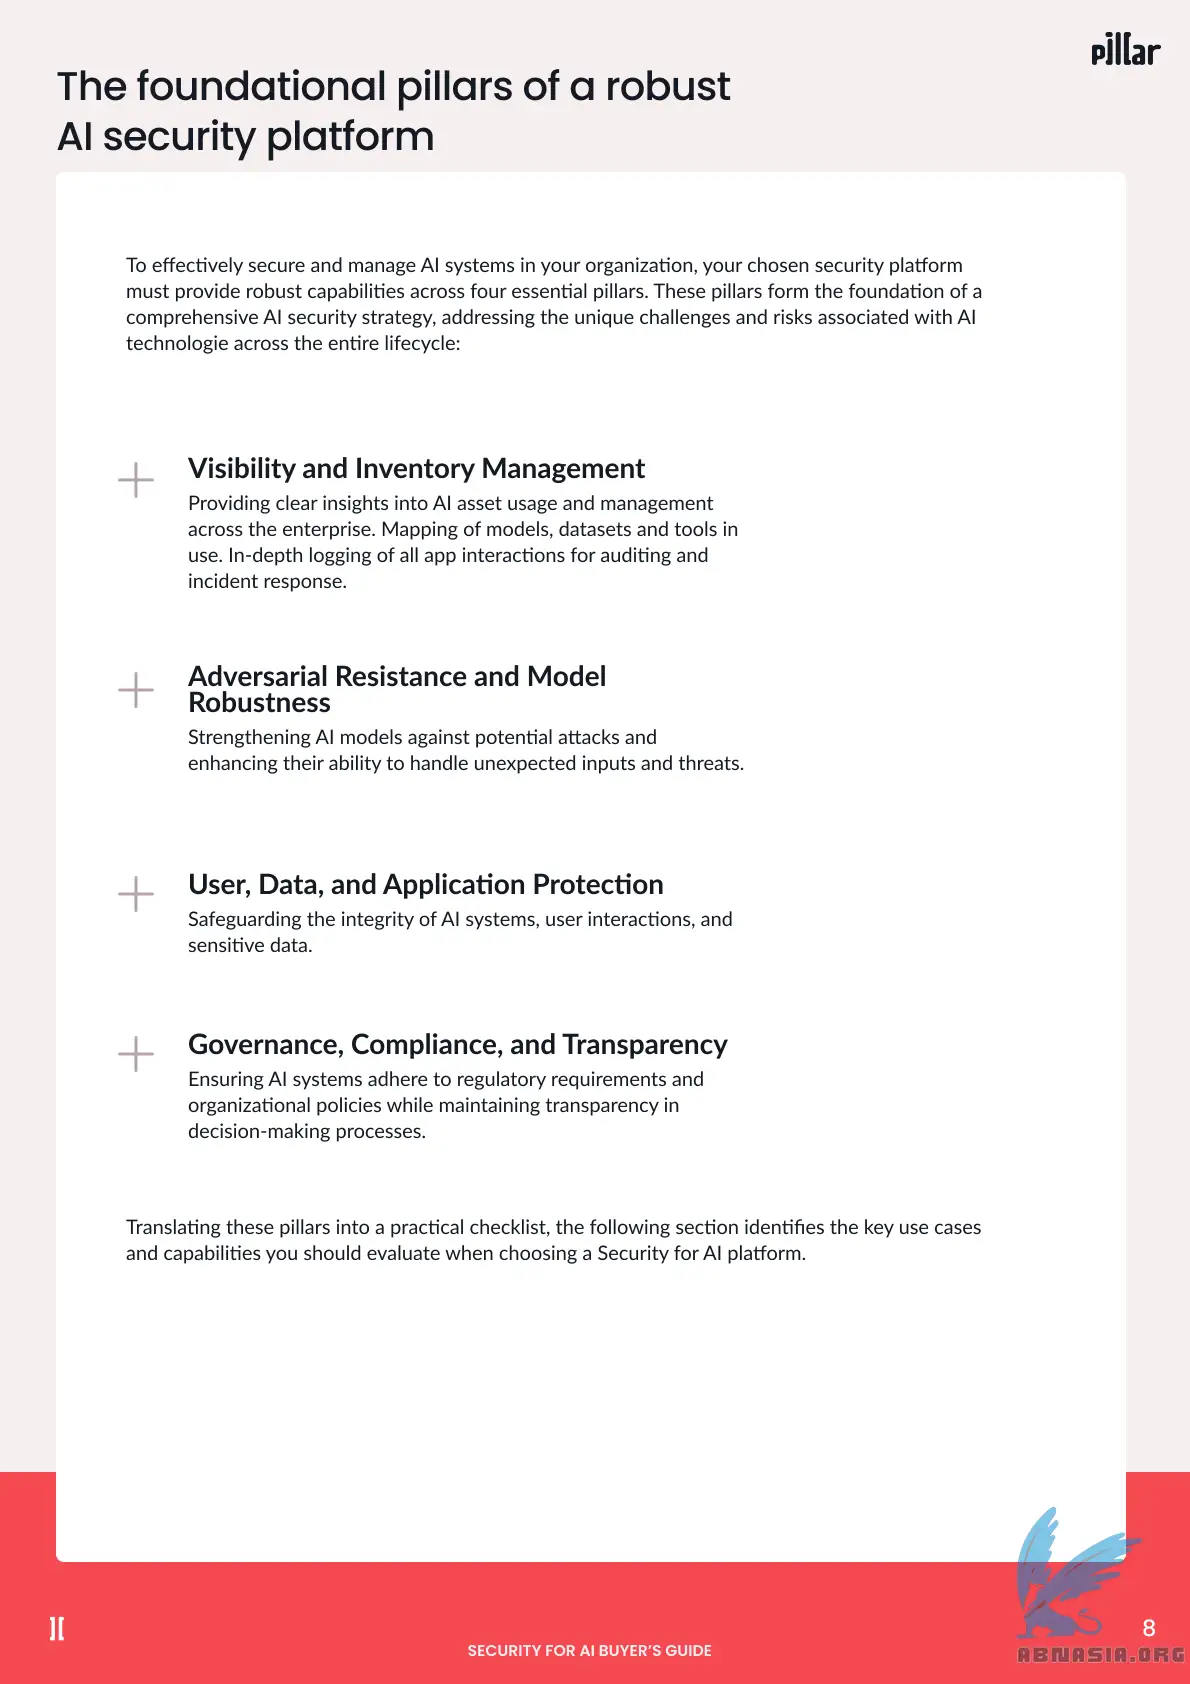 pillar
The foundational pillars of a robust
AI security platform
To effectively secure and manage AI systems in your organization, your chosen security platform
must provide robust capabilities across four essential pillars. These pillars form the foundation of a
comprehensive AI security strategy, addressing the unique challenges and risks associated with AI
technologie across the entire lifecycle:
Visibility and Inventory Management
Providing clear insights into AI asset usage and management
across the enterprise. Mapping of models, datasets and tools in
use. In-depth logging of all app interactions for auditing and
incident response.
Adversarial Resistance and Model
Robustness
Strengthening AI models against potential attacks and
enhancing their ability to handle unexpected inputs and threats.
User, Data, and Application Protection
Safeguarding the integrity of AI systems, user interactions, and
sensitive data.
Governance, Compliance, and Transparency
Ensuring AI systems adhere to regulatory requirements and
organizational policies while maintaining transparency in
decision-making processes.
Translating these pillars into a practical checklist, the following section identifies the key use cases
and capabilities you should evaluate when choosing a Security for AI platform.
SECURITY FOR AI BUYER'S GUIDE
8
ABNASIA.ORG